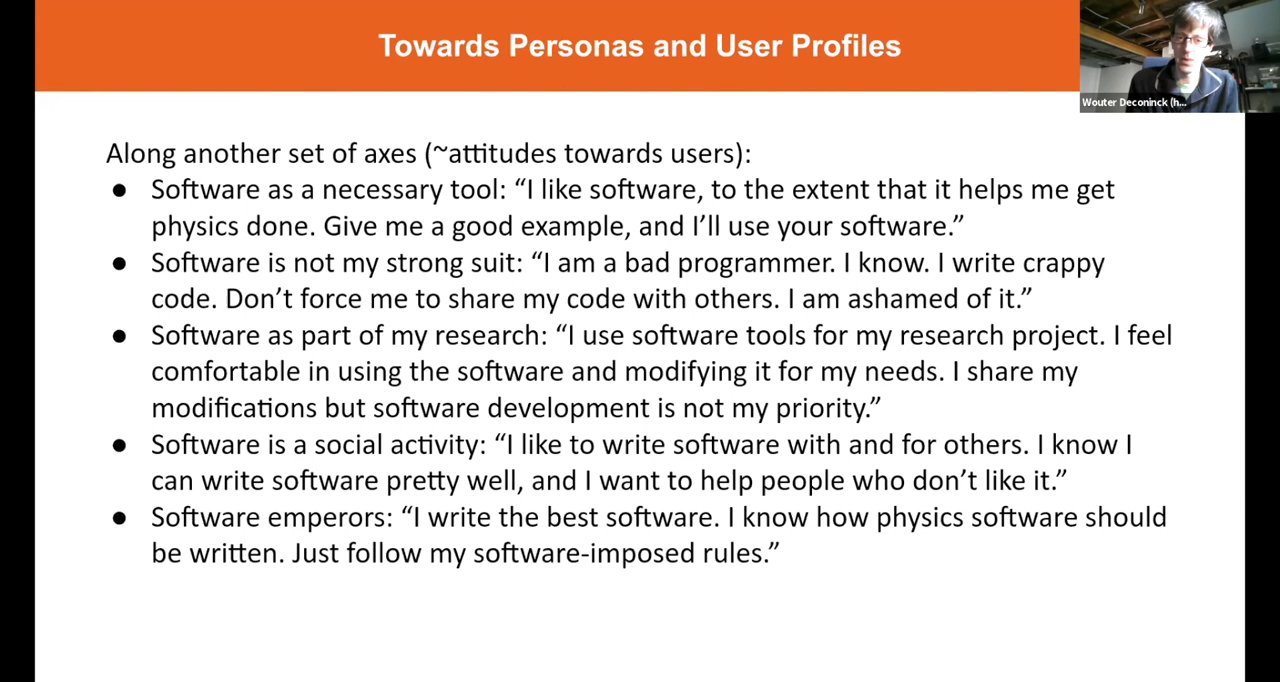 Towards Personas and User Profiles
Wouter Deconinck (h...
Along another set of axes (~attitudes towards users):
● Software as a necessary tool: “I like software, to the extent that it helps me get
physics done. Give me a good example, and I’ll use your software.”
● Software is not my strong suit: “I am a bad programmer. I know. I write crappy
code. Don’t force me to share my code with others. I am ashamed of it.”
● Software as part of my research: “I use software tools for my research project. I feel
comfortable in using the software and modifying it for my needs. I share my
modifications but software development is not my priority.”
● Software is a social activity: “I like to write software with and for others. I know I
can write software pretty well, and I want to help people who don’t like it.”
● Software emperors: “I write the best software. I know how physics software should
be written. Just follow my software-imposed rules.”